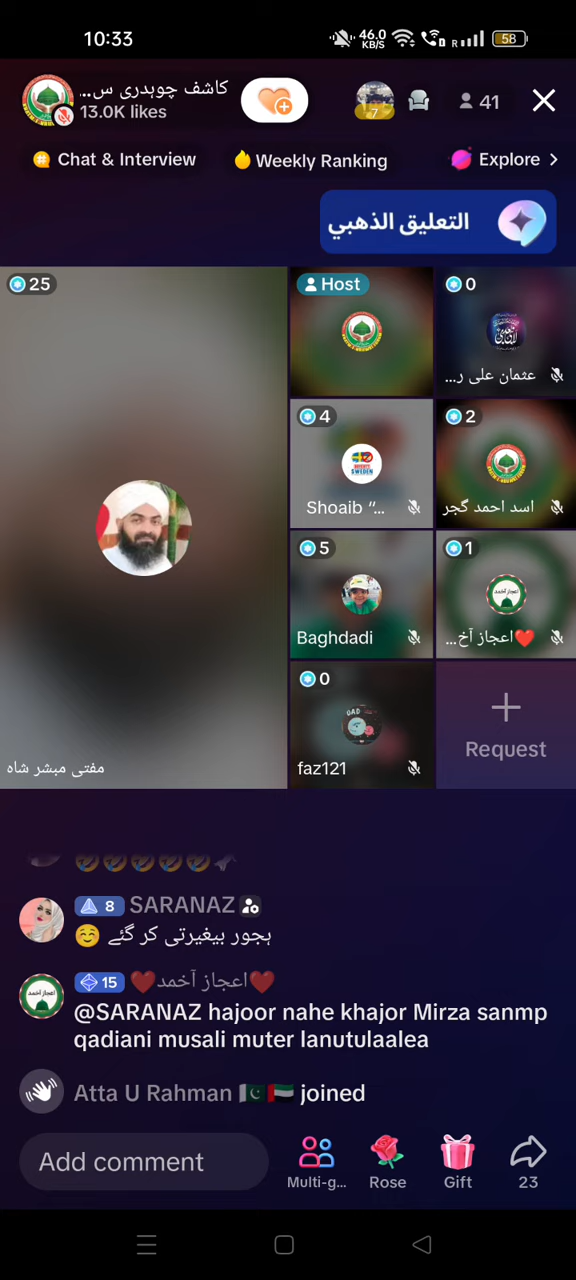 10:33
46.0
KB/S
R
58
کاشف چوہدری س...
13.0K likes
7
41
Chat & Interview
Weekly Ranking
Explore
التعليق الذهبي
25
Host
0
عثمان علی ر...
4
2
BOYCOTT
SWEDEN
Shoaib “...
اسد احمد گجر
5
1
Baghdadi
❤️اعجاز آخ...
0
faz121
Request
مفتی مبشر شاہ
🤣🤣🤣🤣🤣🚀
8 SARANAZ
ہجور بیغیرتی کر گئے ☺️
15 ❤️اعجاز آحمد❤️
@SARANAZ hajoor nahe khajor Mirza sanmp
qadiani musali muter lanutulaalea
Atta U Rahman 🇵🇰🇦🇪 joined
Add comment
Multi-g...
Rose
Gift
23